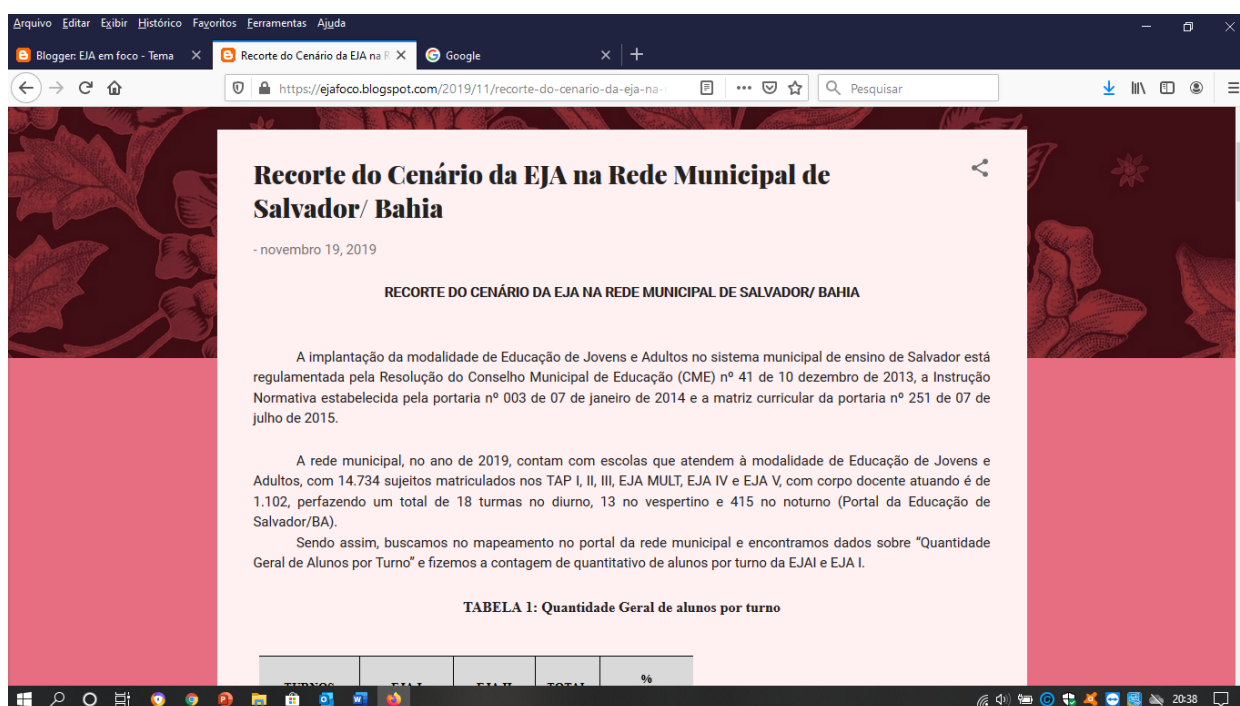 Arquivo Editar Exibir Histórico Favoritos Ferramentas Ajuda
Blogger: EJA em foco - Tema
Recorte do Cenário da EJA na R
Google
https://ejafoco.blogspot.com/2019/11/recorte-do-cenario-da-eja-na-
Pesquisar
Recorte do Cenário da EJA na Rede Municipal de
Salvador/ Bahia
- novembro 19, 2019
RECORTE DO CENÁRIO DA EJA NA REDE MUNICIPAL DE SALVADOR/ BAHIA
A implantação da modalidade de Educação de Jovens e Adultos no sistema municipal de ensino de Salvador está
regulamentada pela Resolução do Conselho Municipal de Educação (CME) nº 41 de 10 dezembro de 2013, a Instrução
Normativa estabelecida pela portaria nº 003 de 07 de janeiro de 2014 e a matriz curricular da portaria nº 251 de 07 de
julho de 2015.
A rede municipal, no ano de 2019, contam com escolas que atendem à modalidade de Educação de Jovens e
Adultos, com 14.734 sujeitos matriculados nos TAP I, II, III, EJA MULT, EJA IV e EJA V, com corpo docente atuando é de
1.102, perfazendo um total de 18 turmas no diurno, 13 no vespertino e 415 no noturno (Portal da Educação de
Salvador/BA).
Sendo assim, buscamos no mapeamento no portal da rede municipal e encontramos dados sobre “Quantidade
Geral de Alunos por Turno” e fizemos a contagem de quantitativo de alunos por turno da EJAI e EJA I.
TABELA 1: Quantidade Geral de alunos por turno
TURNOS EJA I EJA II TOTAL %
20:38